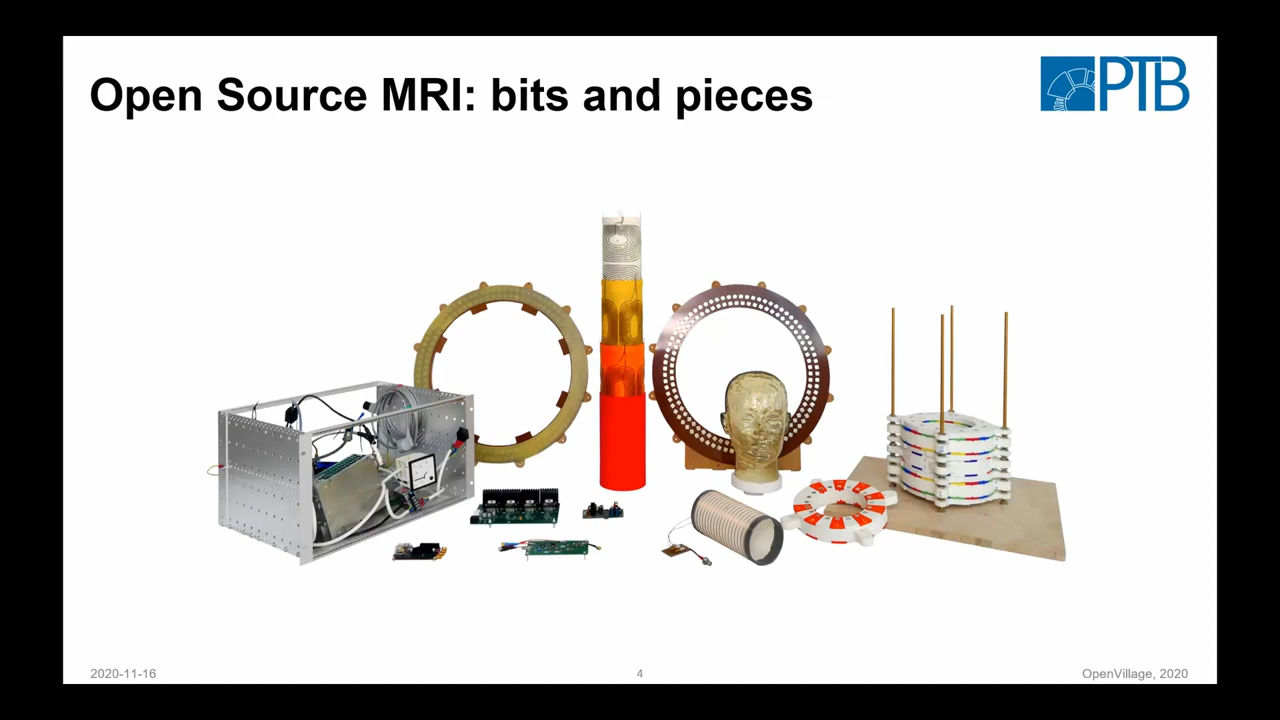 Open Source MRI: bits and pieces
PTB
2020-11-16
4
OpenVillage, 2020